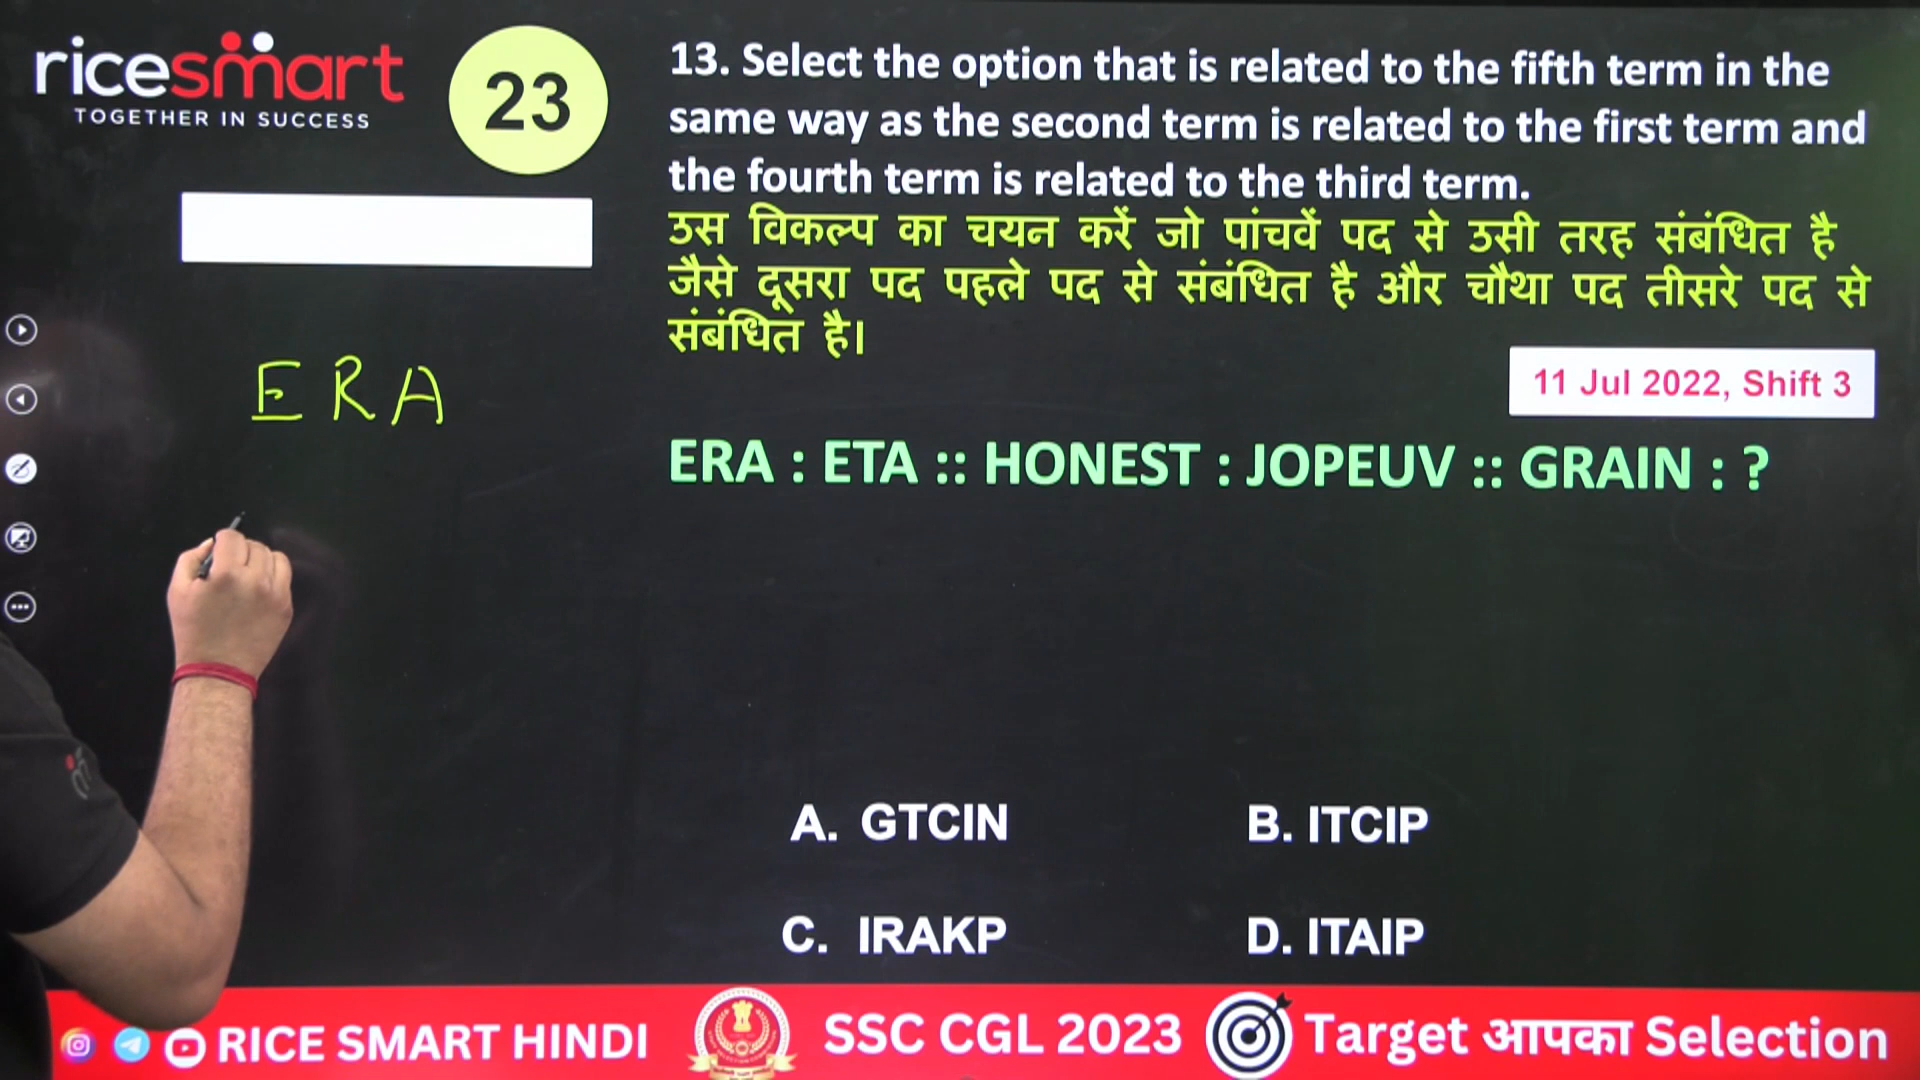 ricesmart
TOGETHER IN SUCCESS
23
13. Select the option that is related to the fifth term in the
same way as the second term is related to the first term and
the fourth term is related to the third term.
उस विकल्प का चयन करें जो पांचवें पद से उसी तरह संबंधित है
जैसे दूसरा पद पहले पद से संबंधित है और चौथा पद तीसरे पद से
संबंधित है।
11 Jul 2022, Shift 3
ERA
ERA : ETA :: HONEST : JOPEUV :: GRAIN : ?
A. GTCIN
B. ITCIP
C. IRAKP
D. ITAIP
RICE SMART HINDI
SSC CGL 2023
Target आपका Selection